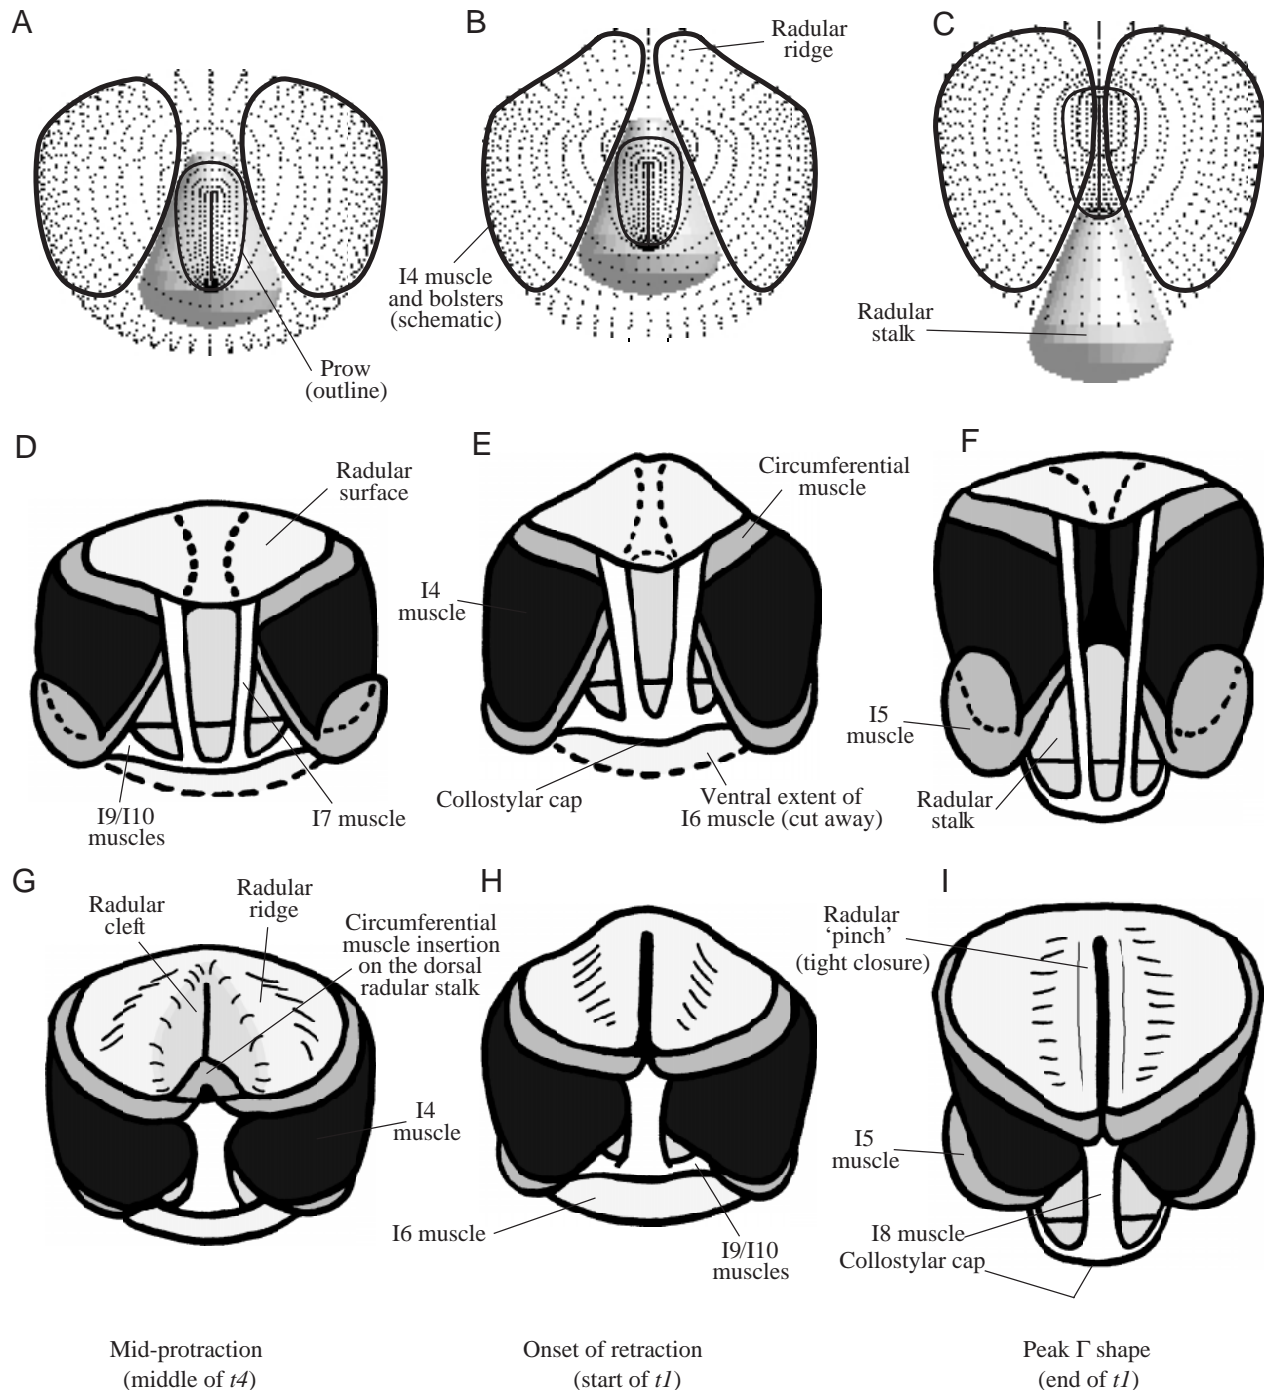 A
B
C
Radular
ridge
I4 muscle
and bolsters
(schematic)
Radular
stalk
Prow
(outline)
D
E
F
Radular
surface
Circumferential
muscle
I4
muscle
I5
muscle
Collostylar cap
Ventral extent of
I6 muscle (cut away)
Radular
stalk
I9/I10
muscles
I7 muscle
G
H
I
Radular
cleft
Radular
ridge
Circumferential
muscle insertion
on the dorsal
radular stalk
Radular
‘pinch’
(tight closure)
I4
muscle
I5
muscle
I6 muscle
I9/I10
muscles
I8 muscle
Collostylar cap
Mid-protraction
(middle of t4)
Onset of retraction
(start of t1)
Peak Γ shape
(end of t1)